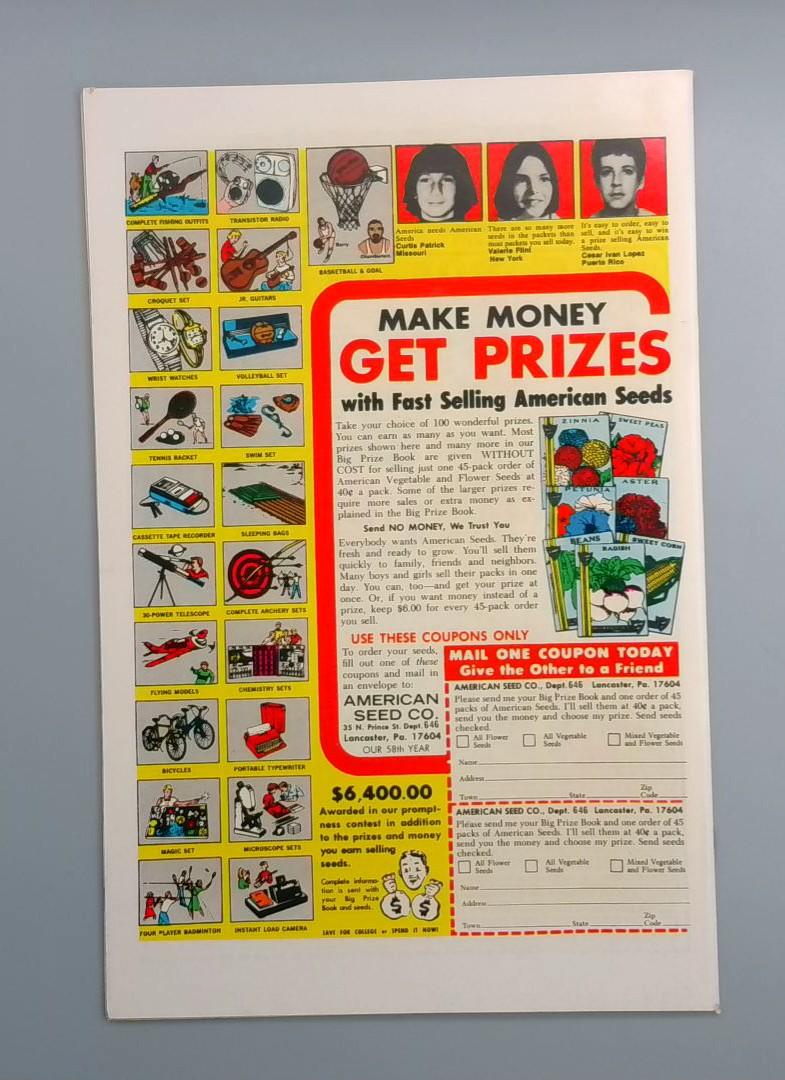 COMPLETE FISHING OUTFITS
TRANSISTOR RADIO
Barry
Chamberlain
BASKETBALL & GOAL
America needs American
Seeds
Curtis Patrick
Missouri
There are so many more
seeds in the packets than
most packets you sell today.
Valerie Plini
New York
It's easy to order, easy to
sell, and it's easy to win
a prize selling American
Seeds.
Cesar Ivan Lopez
Puerto Rico
CROQUET SET
JR. GUITARS
WRIST WATCHES
VOLLEYBALL SET
TENNIS RACKET
SWIM SET
CASSETTE TAPE RECORDER
SLEEPING BAGS
30-POWER TELESCOPE
COMPLETE ARCHERY SETS
FLYING MODELS
CHEMISTRY SETS
BICYCLES
PORTABLE TYPEWRITER
MAGIC SET
MICROSCOPE SETS
FOUR PLAYER BADMINTON
INSTANT LOAD CAMERA
MAKE MONEY
GET PRIZES
with Fast Selling American Seeds
Take your choice of 100 wonderful prizes.
You can earn as many as you want. Most
prizes shown here and many more in our
Big Prize Book are given WITHOUT
COST for selling just one 45-pack order of
American Vegetable and Flower Seeds at
40¢ a pack. Some of the larger prizes re-
quire more sales or extra money as ex-
plained in the Big Prize Book.
Send NO MONEY, We Trust You
Everybody wants American Seeds. They're
fresh and ready to grow. You'll sell them
quickly to family, friends and neighbors.
Many boys and girls sell their packs in one
day. You can, too—and get your prize at
once. Or, if you want money instead of a
prize, keep $6.00 for every 45-pack order
you sell.
ZINNIA
SWEET PEAS
PETUNIA
ASTER
BEANS
RADISH
SWEET CORN
USE THESE COUPONS ONLY
To order your seeds,
fill out one of these
coupons and mail in
an envelope to:
AMERICAN
SEED CO.
35 N. Prince St. Dept. 646
Lancaster, Pa. 17604
OUR 58th YEAR
MAIL ONE COUPON TODAY
Give the Other to a Friend
AMERICAN SEED CO., Dept. 646 Lancaster, Pa. 17604
Please send me your Big Prize Book and one order of 45
packs of American Seeds. I'll sell them at 40¢ a pack,
send you the money and choose my prize. Send seeds
checked.
All Flower
Seeds
All Vegetable
Seeds
Mixed Vegetable
and Flower Seeds
Name
Address
Town State Zip
Code
AMERICAN SEED CO., Dept. 646 Lancaster, Pa. 17604
Please send me your Big Prize Book and one order of 45
packs of American Seeds. I'll sell them at 40¢ a pack,
send you the money and choose my prize. Send seeds
checked.
All Flower
Seeds
All Vegetable
Seeds
Mixed Vegetable
and Flower Seeds
Name
Address
Town State Zip
Code
$6,400.00
Awarded in our prompt-
ness contest in addition
to the prizes and money
you earn selling
seeds.
Complete informa-
tion is sent with
your Big Prize
Book and seeds.
$ $
SAVE FOR COLLEGE or SPEND IT NOW!